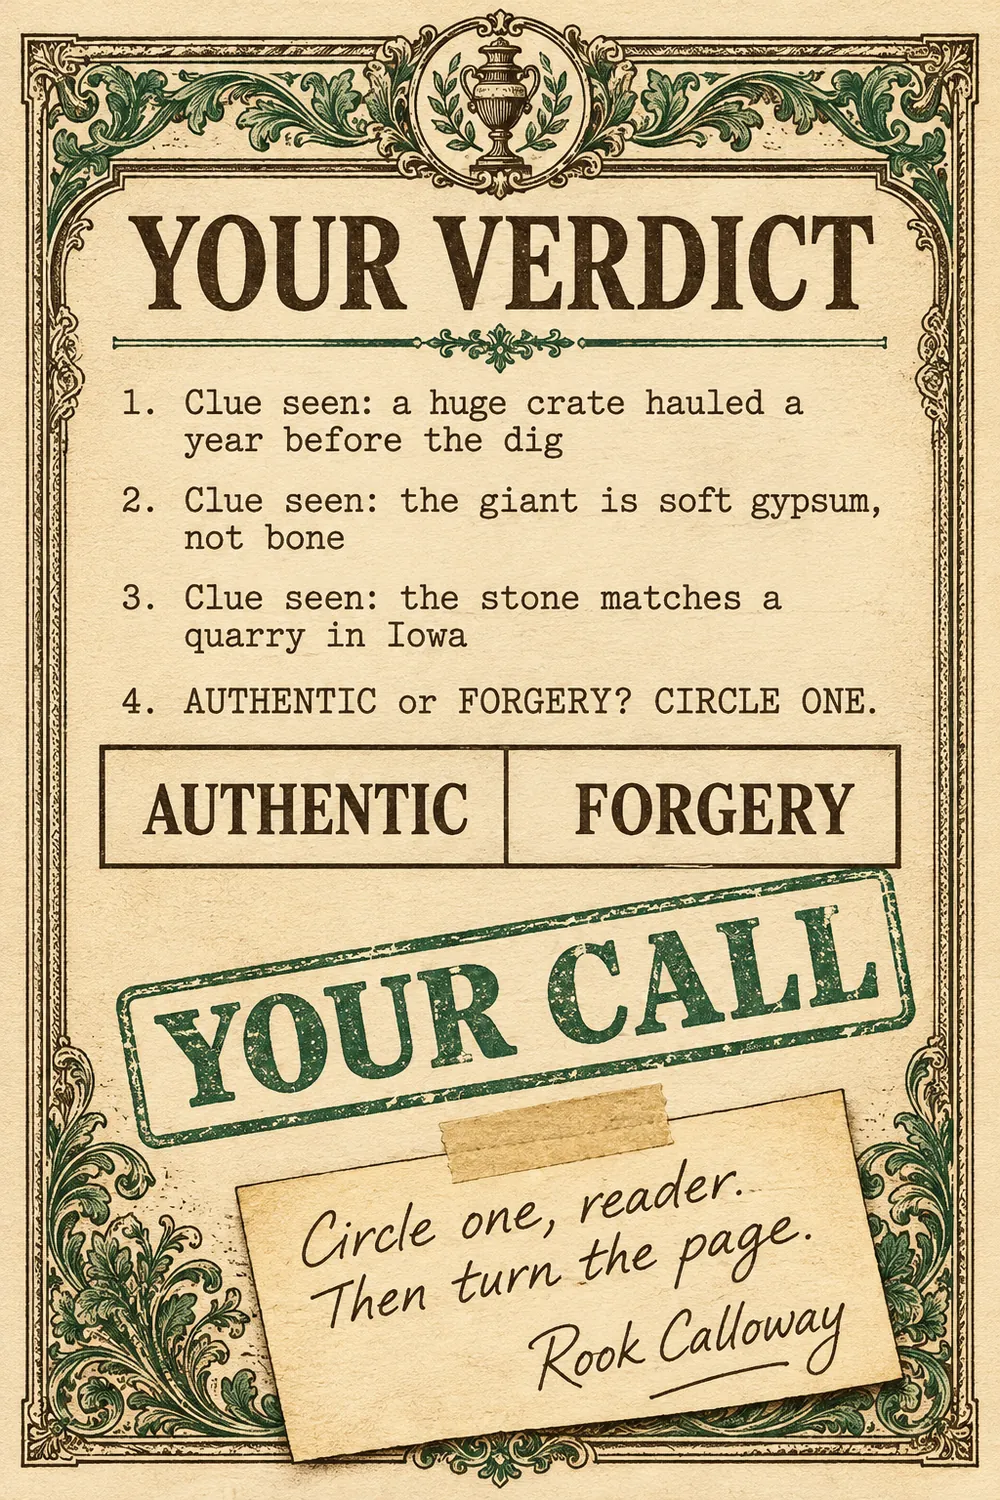 YOUR VERDICT
1. Clue seen: a huge crate hauled a
year before the dig
2. Clue seen: the giant is soft gypsum,
not bone
3. Clue seen: the stone matches a
quarry in Iowa
4. AUTHENTIC or FORGERY? CIRCLE ONE.
AUTHENTIC
FORGERY
YOUR CALL
Circle one, reader.
Then turn the page.
Rook Calloway